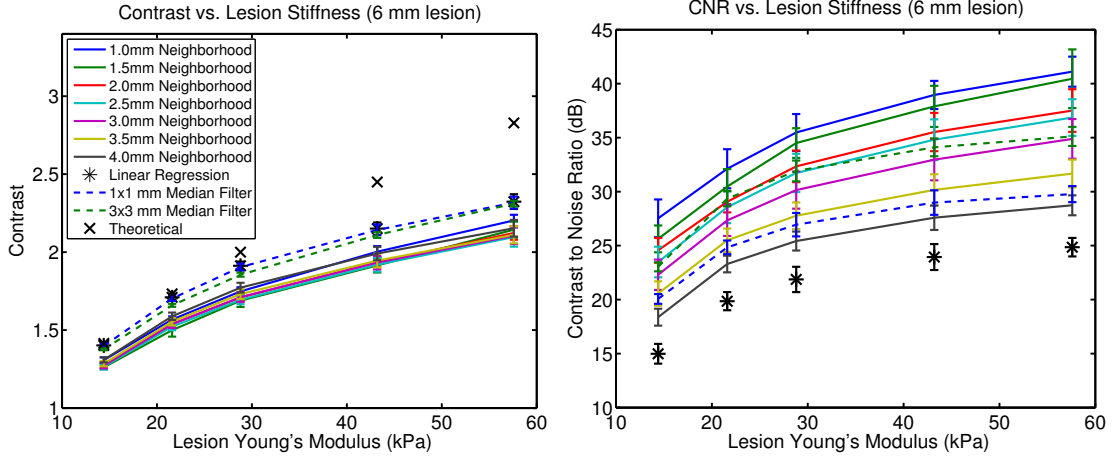 Contrast vs. Lesion Stiffness (6 mm lesion)
1.0mm Neighborhood
1.5mm Neighborhood
2.0mm Neighborhood
2.5mm Neighborhood
3.0mm Neighborhood
3.5mm Neighborhood
4.0mm Neighborhood
Linear Regression
1x1 mm Median Filter
3x3 mm Median Filter
Theoretical
Contrast
3
2.5
2
1.5
1
10 20 30 40 50 60
Lesion Young's Modulus (kPa)
CNR vs. Lesion Stiffness (6 mm lesion)
Contrast to Noise Ratio (dB)
45
40
35
30
25
20
15
10
10 20 30 40 50 60
Lesion Young's Modulus (kPa)